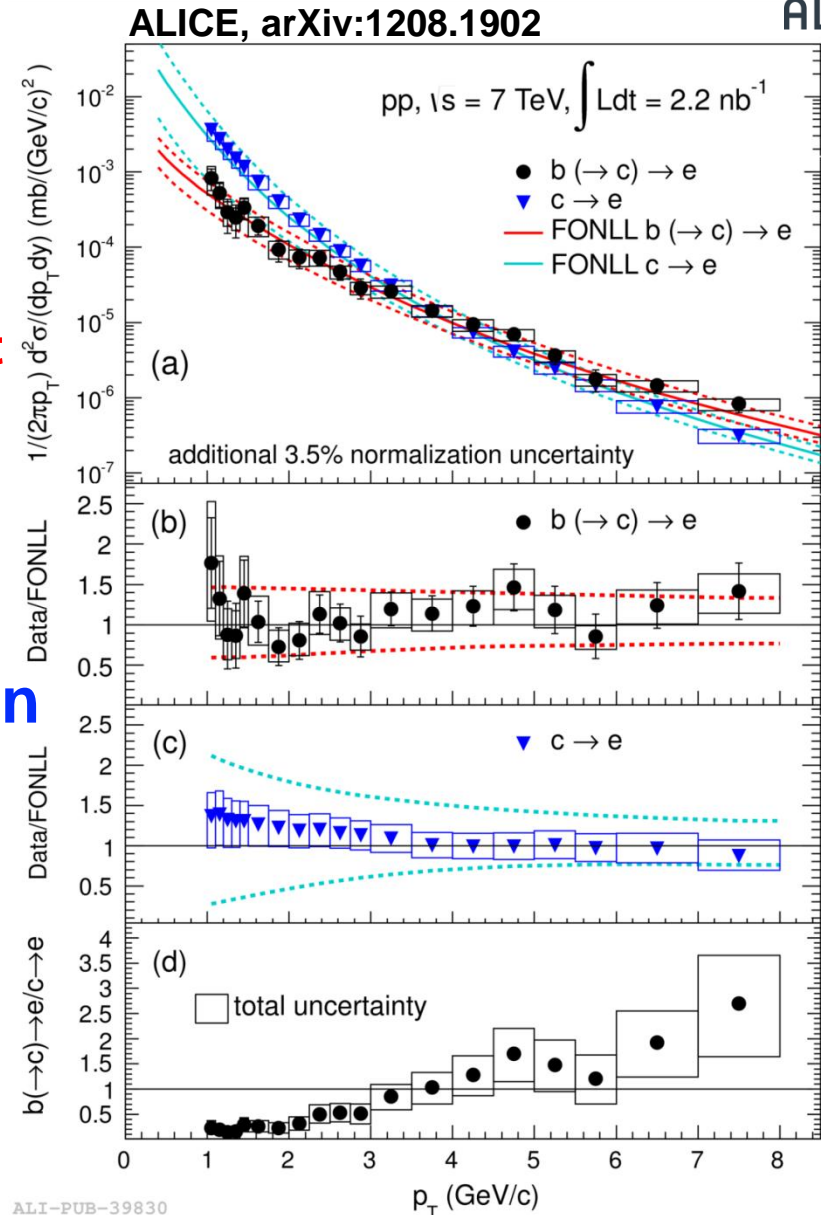 ALICE, arXiv:1208.1902
AL
1/(2πp_T) d²σ/(dp_Tdy) (mb/(GeV/c)²)
10⁻²
10⁻³
10⁻⁴
10⁻⁵
10⁻⁶
10⁻⁷
pp, √s = 7 TeV, ∫Ldt = 2.2 nb⁻¹
b (→ c) → e
c → e
FONLL b (→ c) → e
FONLL c → e
(a)
additional 3.5% normalization uncertainty
Data/FONLL
2.5
2
1.5
1
0.5
(b)
b (→ c) → e
n
Data/FONLL
2.5
2
1.5
1
0.5
(c)
c → e
b(→c)→e/c→e
4
3.5
3
2.5
2
1.5
1
0.5
(d)
total uncertainty
0 1 2 3 4 5 6 7 8
p_T (GeV/c)
ALI-PUB-39830